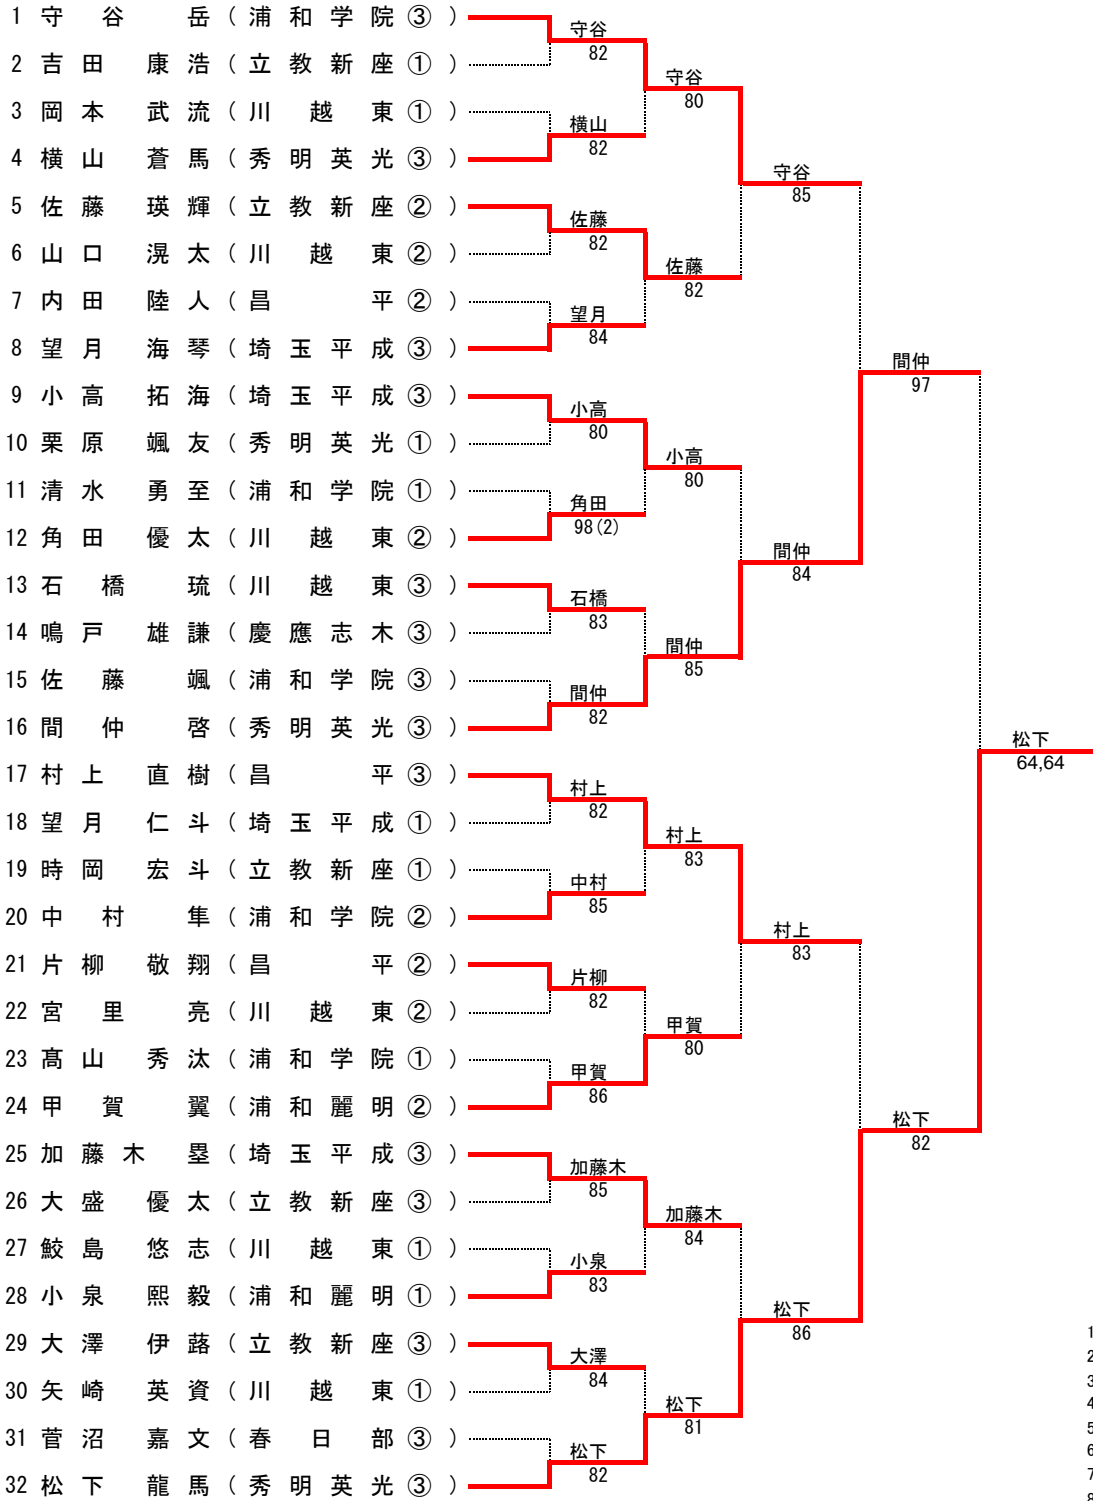 1 守谷 岳 (浦和学院③)
2 吉田 康浩 (立教新座①)
3 岡本 武流 (川越東①)
4 横山 蒼馬 (秀明英光③)
5 佐藤 瑛輝 (立教新座②)
6 山口 滉太 (川越東②)
7 内田 陸人 (昌平②)
8 望月 海琴 (埼玉平成③)
9 小高 拓海 (埼玉平成③)
10 栗原 颯友 (秀明英光①)
11 清水 勇至 (浦和学院①)
12 角田 優太 (川越東②)
13 石橋 琉 (川越東③)
14 鳴戸 雄謙 (慶應志木③)
15 佐藤 颯 (浦和学院③)
16 間仲 啓 (秀明英光③)
17 村上 直樹 (昌平③)
18 望月 仁斗 (埼玉平成①)
19 時岡 宏斗 (立教新座①)
20 中村 隼 (浦和学院②)
21 片柳 敬翔 (昌平②)
22 宮里 亮 (川越東②)
23 髙山 秀汰 (浦和学院①)
24 甲賀 翼 (浦和麗明②)
25 加藤木 塁 (埼玉平成③)
26 大盛 優太 (立教新座③)
27 鮫島 悠志 (川越東①)
28 小泉 熙毅 (浦和麗明①)
29 大澤 伊蕗 (立教新座③)
30 矢崎 英資 (川越東①)
31 菅沼 嘉文 (春日部③)
32 松下 龍馬 (秀明英光③)
守谷
82
横山
82
佐藤
82
望月
84
小高
80
角田
98(2)
石橋
83
間仲
82
村上
82
中村
85
片柳
82
甲賀
86
加藤木
85
小泉
83
大澤
84
松下
82
守谷
80
佐藤
82
小高
80
間仲
85
村上
83
甲賀
80
加藤木
84
松下
81
守谷
85
間仲
84
村上
83
松下
86
間仲
97
松下
82
松下
64,64
1
2
3
4
5
6
7
8